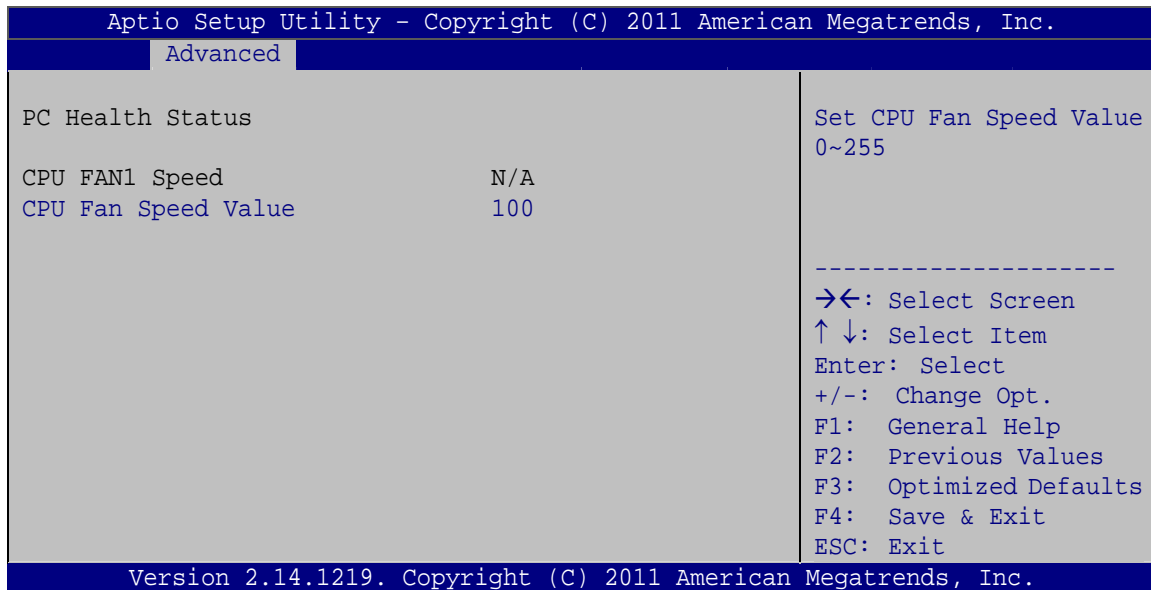 Aptio Setup Utility – Copyright (C) 2011 American Megatrends, Inc.
Advanced
PC Health Status
CPU FAN1 Speed N/A
CPU Fan Speed Value 100
Set CPU Fan Speed Value
0~255
---------------------
→←: Select Screen
↑ ↓: Select Item
Enter: Select
+/-: Change Opt.
F1: General Help
F2: Previous Values
F3: Optimized Defaults
F4: Save & Exit
ESC: Exit
Version 2.14.1219. Copyright (C) 2011 American Megatrends, Inc.